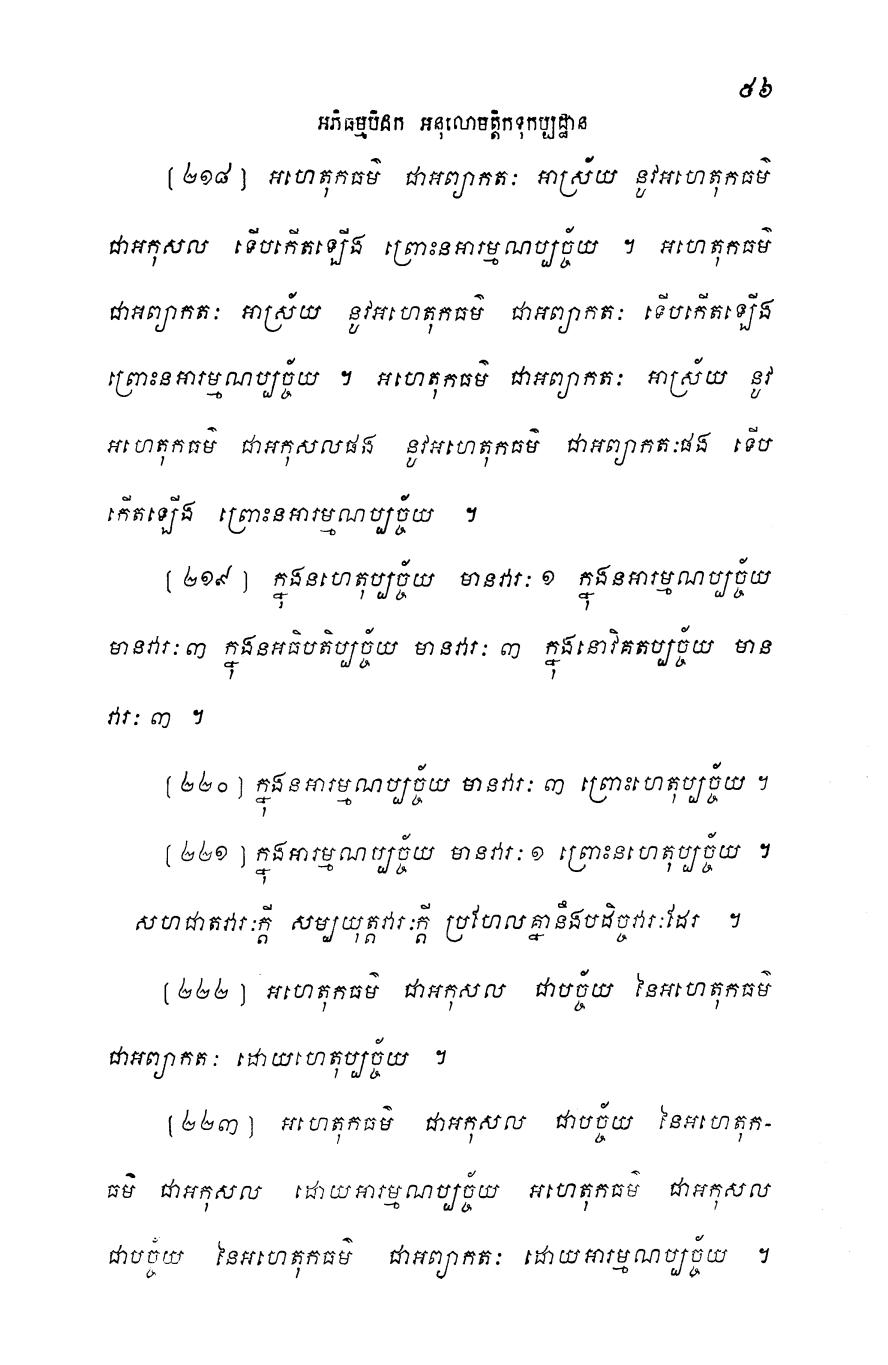 ៥៦
អភិធម្មបិដក អនុលោមត្តិកទុកប្បដ្ឋាន
(២១៨) អហេតុកធម៌ ជាអព្យាកតៈ អាស្រ័យ នូវអហេតុកធម៌
ជាអកុសល ទើបកើតឡើង ព្រោះនអារម្មណប្បច្ច័យ ។ អហេតុកធម៌
ជាអព្យាកតៈ អាស្រ័យ នូវអហេតុកធម៌ ជាអព្យាកតៈ ទើបកើតឡើង
ព្រោះនអារម្មណប្បច្ច័យ ។ អហេតុកធម៌ ជាអព្យាកតៈ អាស្រ័យ នូវ
អហេតុកធម៌ ជាអកុសលផង នូវអហេតុកធម៌ ជាអព្យាកតៈផង ទើប
កើតឡើង ព្រោះនអារម្មណប្បច្ច័យ ។
(២១៩) ក្នុងនហេតុប្បច្ច័យ មានវារៈ ១ ក្នុងនអារម្មណប្បច្ច័យ
មានវារៈ ៣ ក្នុងនអធិបតិប្បច្ច័យ មានវារៈ ៣ ក្នុងនោវិគតប្បច្ច័យ មាន
វារៈ ៣ ។
(២២០) ក្នុងនអារម្មណប្បច្ច័យ មានវារៈ ៣ ព្រោះហេតុប្បច្ច័យ ។
(២២១) ក្នុងអារម្មណប្បច្ច័យ មានវារៈ ១ ព្រោះនហេតុប្បច្ច័យ ។
សហជាតវារៈក្តី សម្បយុត្តវារៈក្តី ប្រហែលគ្នានឹងបដិច្ចវារៈដែរ ។
(២២២) អហេតុកធម៌ ជាអកុសល ជាបច្ច័យ នៃអហេតុកធម៌
ជាអព្យាកតៈ ដោយហេតុប្បច្ច័យ ។
(២២៣) អហេតុកធម៌ ជាអកុសល ជាបច្ច័យ នៃអហេតុក-
ធម៌ ជាអកុសល ដោយអារម្មណប្បច្ច័យ អហេតុកធម៌ ជាអកុសល
ជាបច្ច័យ នៃអហេតុកធម៌ ជាអព្យាកតៈ ដោយអារម្មណប្បច្ច័យ ។